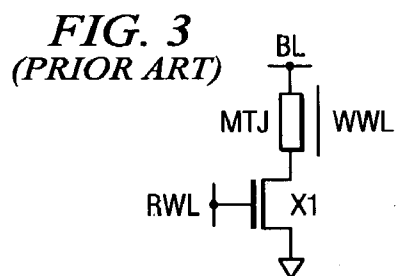 FIG. 3
(PRIOR ART)
BL
MTJ
WWL
RWL
X1